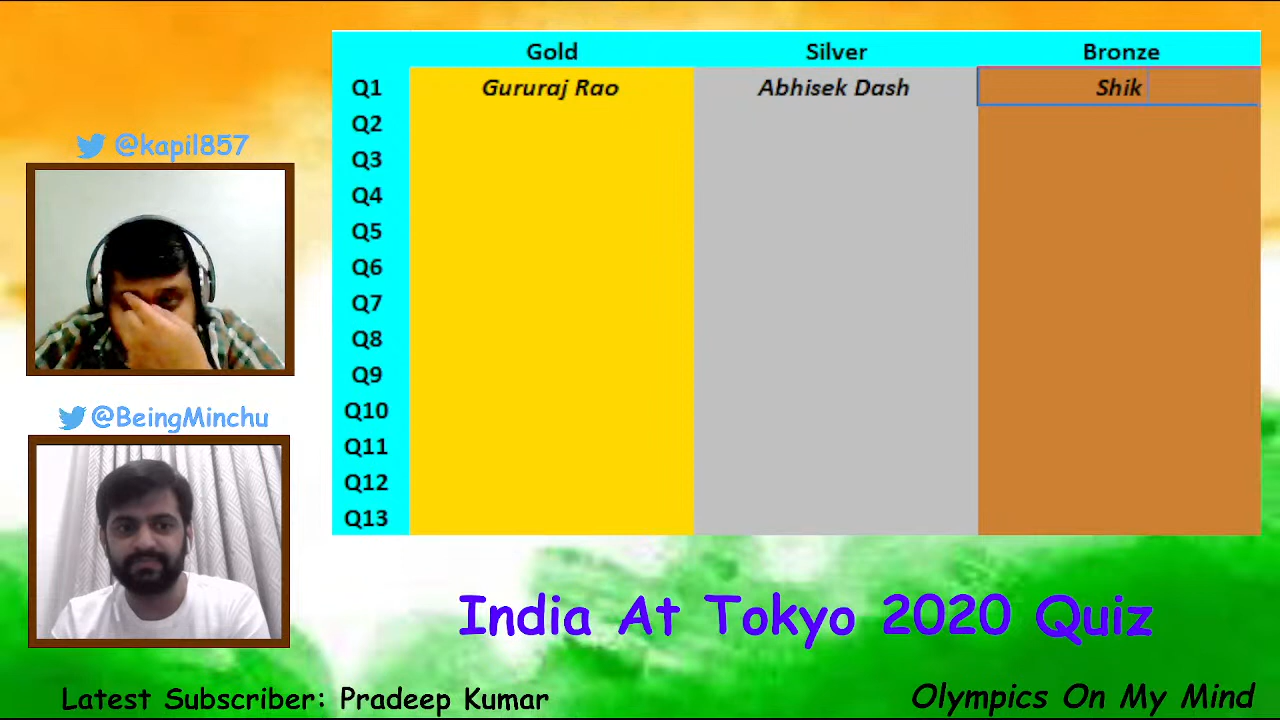 Gold Silver Bronze
Q1 Gururaj Rao Abhisek Dash Shik
Q2
Q3
Q4
Q5
Q6
Q7
Q8
Q9
Q10
Q11
Q12
Q13
@kapil857
@BeingMinchu
India At Tokyo 2020 Quiz
Latest Subscriber: Pradeep Kumar
Olympics On My Mind